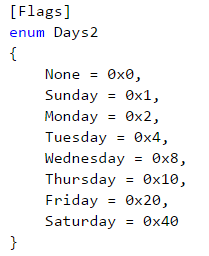 [Flags]
enum Days2
{
    None = 0x0,
    Sunday = 0x1,
    Monday = 0x2,
    Tuesday = 0x4,
    Wednesday = 0x8,
    Thursday = 0x10,
    Friday = 0x20,
    Saturday = 0x40
}